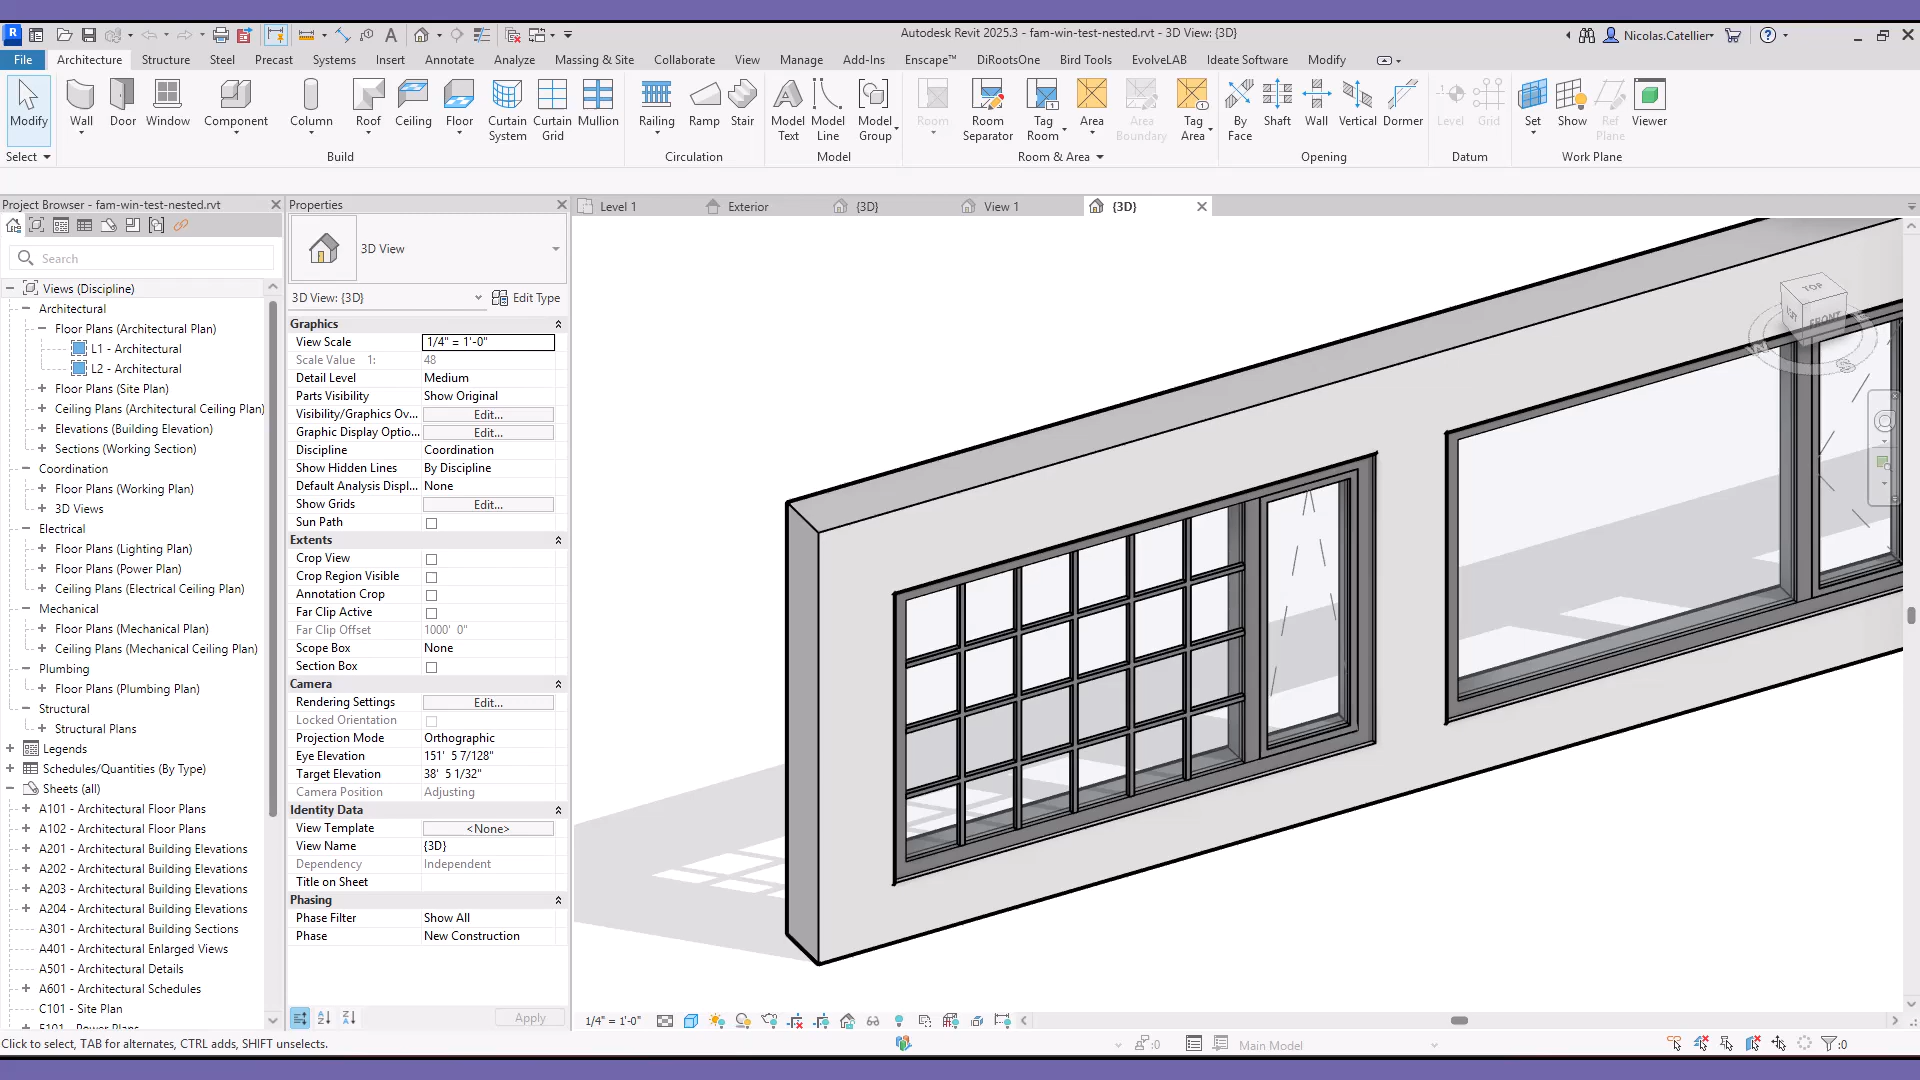 Autodesk Revit 2025.3 - fam-win-test-nested.rvt - 3D View: {3D}
Nicolas.Catellier
File Architecture Structure Steel Precast Systems Insert Annotate Analyze Massing & Site Collaborate View Manage Add-Ins Enscape™ DiRootsOne Bird Tools EvolveLAB Ideate Software Modify
Modify
Wall
Door
Window
Component
Column
Roof
Ceiling
Floor
Curtain System
Curtain Grid
Mullion
Railing
Ramp
Stair
Model Text
Model Line
Model Group
Room
Room Separator
Tag Room
Area
Area Boundary
Tag Area
By Face
Shaft
Wall
Vertical
Dormer
Level
Grid
Set
Show
Ref Plane
Viewer
Select
Build
Circulation
Model
Room & Area
Opening
Datum
Work Plane
Project Browser - fam-win-test-nested.rvt
Search
Views (Discipline)
Architectural
Floor Plans (Architectural Plan)
L1 - Architectural
L2 - Architectural
Floor Plans (Site Plan)
Ceiling Plans (Architectural Ceiling Plan)
Elevations (Building Elevation)
Sections (Working Section)
Coordination
Floor Plans (Working Plan)
3D Views
Electrical
Floor Plans (Lighting Plan)
Floor Plans (Power Plan)
Ceiling Plans (Electrical Ceiling Plan)
Mechanical
Floor Plans (Mechanical Plan)
Ceiling Plans (Mechanical Ceiling Plan)
Plumbing
Floor Plans (Plumbing Plan)
Structural
Structural Plans
Legends
Schedules/Quantities (By Type)
Sheets (all)
A101 - Architectural Floor Plans
A102 - Architectural Floor Plans
A201 - Architectural Building Elevations
A202 - Architectural Building Elevations
A203 - Architectural Building Elevations
A204 - Architectural Building Elevations
A301 - Architectural Building Sections
A401 - Architectural Enlarged Views
A501 - Architectural Details
A601 - Architectural Schedules
C101 - Site Plan
Properties
3D View
3D View: {3D}
Edit Type
Graphics
View Scale 1/4" = 1'-0"
Scale Value 1: 48
Detail Level Medium
Parts Visibility Show Original
Visibility/Graphics Ov... Edit...
Graphic Display Optio... Edit...
Discipline Coordination
Show Hidden Lines By Discipline
Default Analysis Displ... None
Show Grids Edit...
Sun Path
Extents
Crop View
Crop Region Visible
Annotation Crop
Far Clip Active
Far Clip Offset 1000' 0"
Scope Box None
Section Box
Camera
Rendering Settings Edit...
Locked Orientation
Projection Mode Orthographic
Eye Elevation 151' 5 7/128"
Target Elevation 38' 5 1/32"
Camera Position Adjusting
Identity Data
View Template <None>
View Name {3D}
Dependency Independent
Title on Sheet
Phasing
Phase Filter Show All
Phase New Construction
Apply
Level 1
Exterior
{3D}
View 1
{3D}
TOP
LEFT
FRONT
1/4" = 1'-0"
Click to select, TAB for alternates, CTRL adds, SHIFT unselects.
:0
Main Model
:0